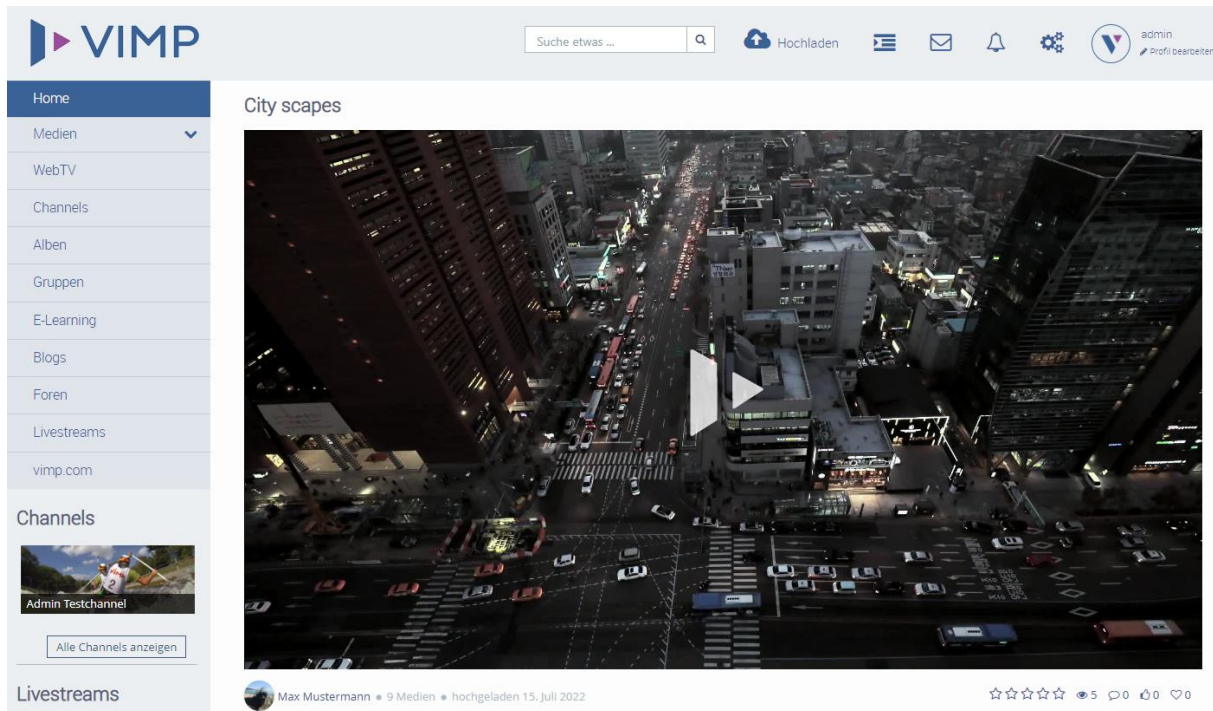 VIMP
Suche etwas ...
Hochladen
admin
Profil bearbeiten
Home
Medien
WebTV
Channels
Alben
Gruppen
E-Learning
Blogs
Foren
Livestreams
vimp.com
Channels
Admin Testchannel
Alle Channels anzeigen
Livestreams
City scapes
Max Mustermann • 9 Medien • hochgeladen 15. Juli 2022
5 0 0 0